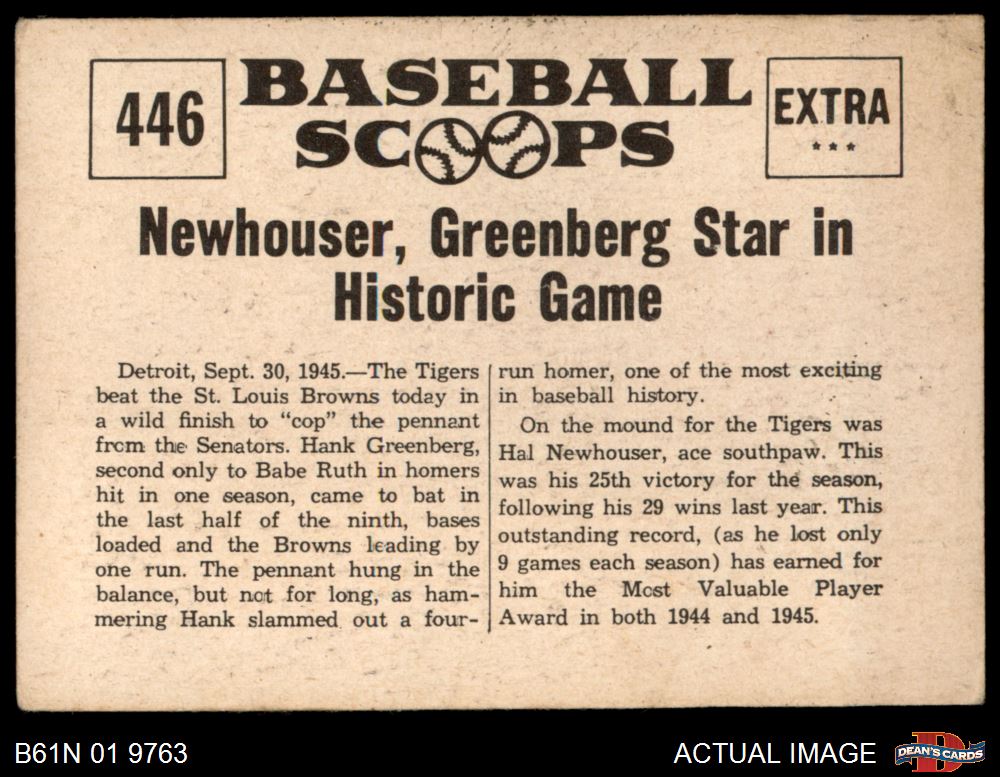 446
BASEBALL
SCOOPS
EXTRA
***
Newhouser, Greenberg Star in
Historic Game
Detroit, Sept. 30, 1945.—The Tigers
beat the St. Louis Browns today in
a wild finish to "cop" the pennant
from the Senators. Hank Greenberg,
second only to Babe Ruth in homers
hit in one season, came to bat in
the last half of the ninth, bases
loaded and the Browns leading by
one run. The pennant hung in the
balance, but not for long, as ham-
mering Hank slammed out a four-
run homer, one of the most exciting
in baseball history.
On the mound for the Tigers was
Hal Newhouser, ace southpaw. This
was his 25th victory for the season,
following his 29 wins last year. This
outstanding record, (as he lost only
9 games each season) has earned for
him the Most Valuable Player
Award in both 1944 and 1945.
B61N 01 9763
ACTUAL IMAGE
DEAN'S CARDS